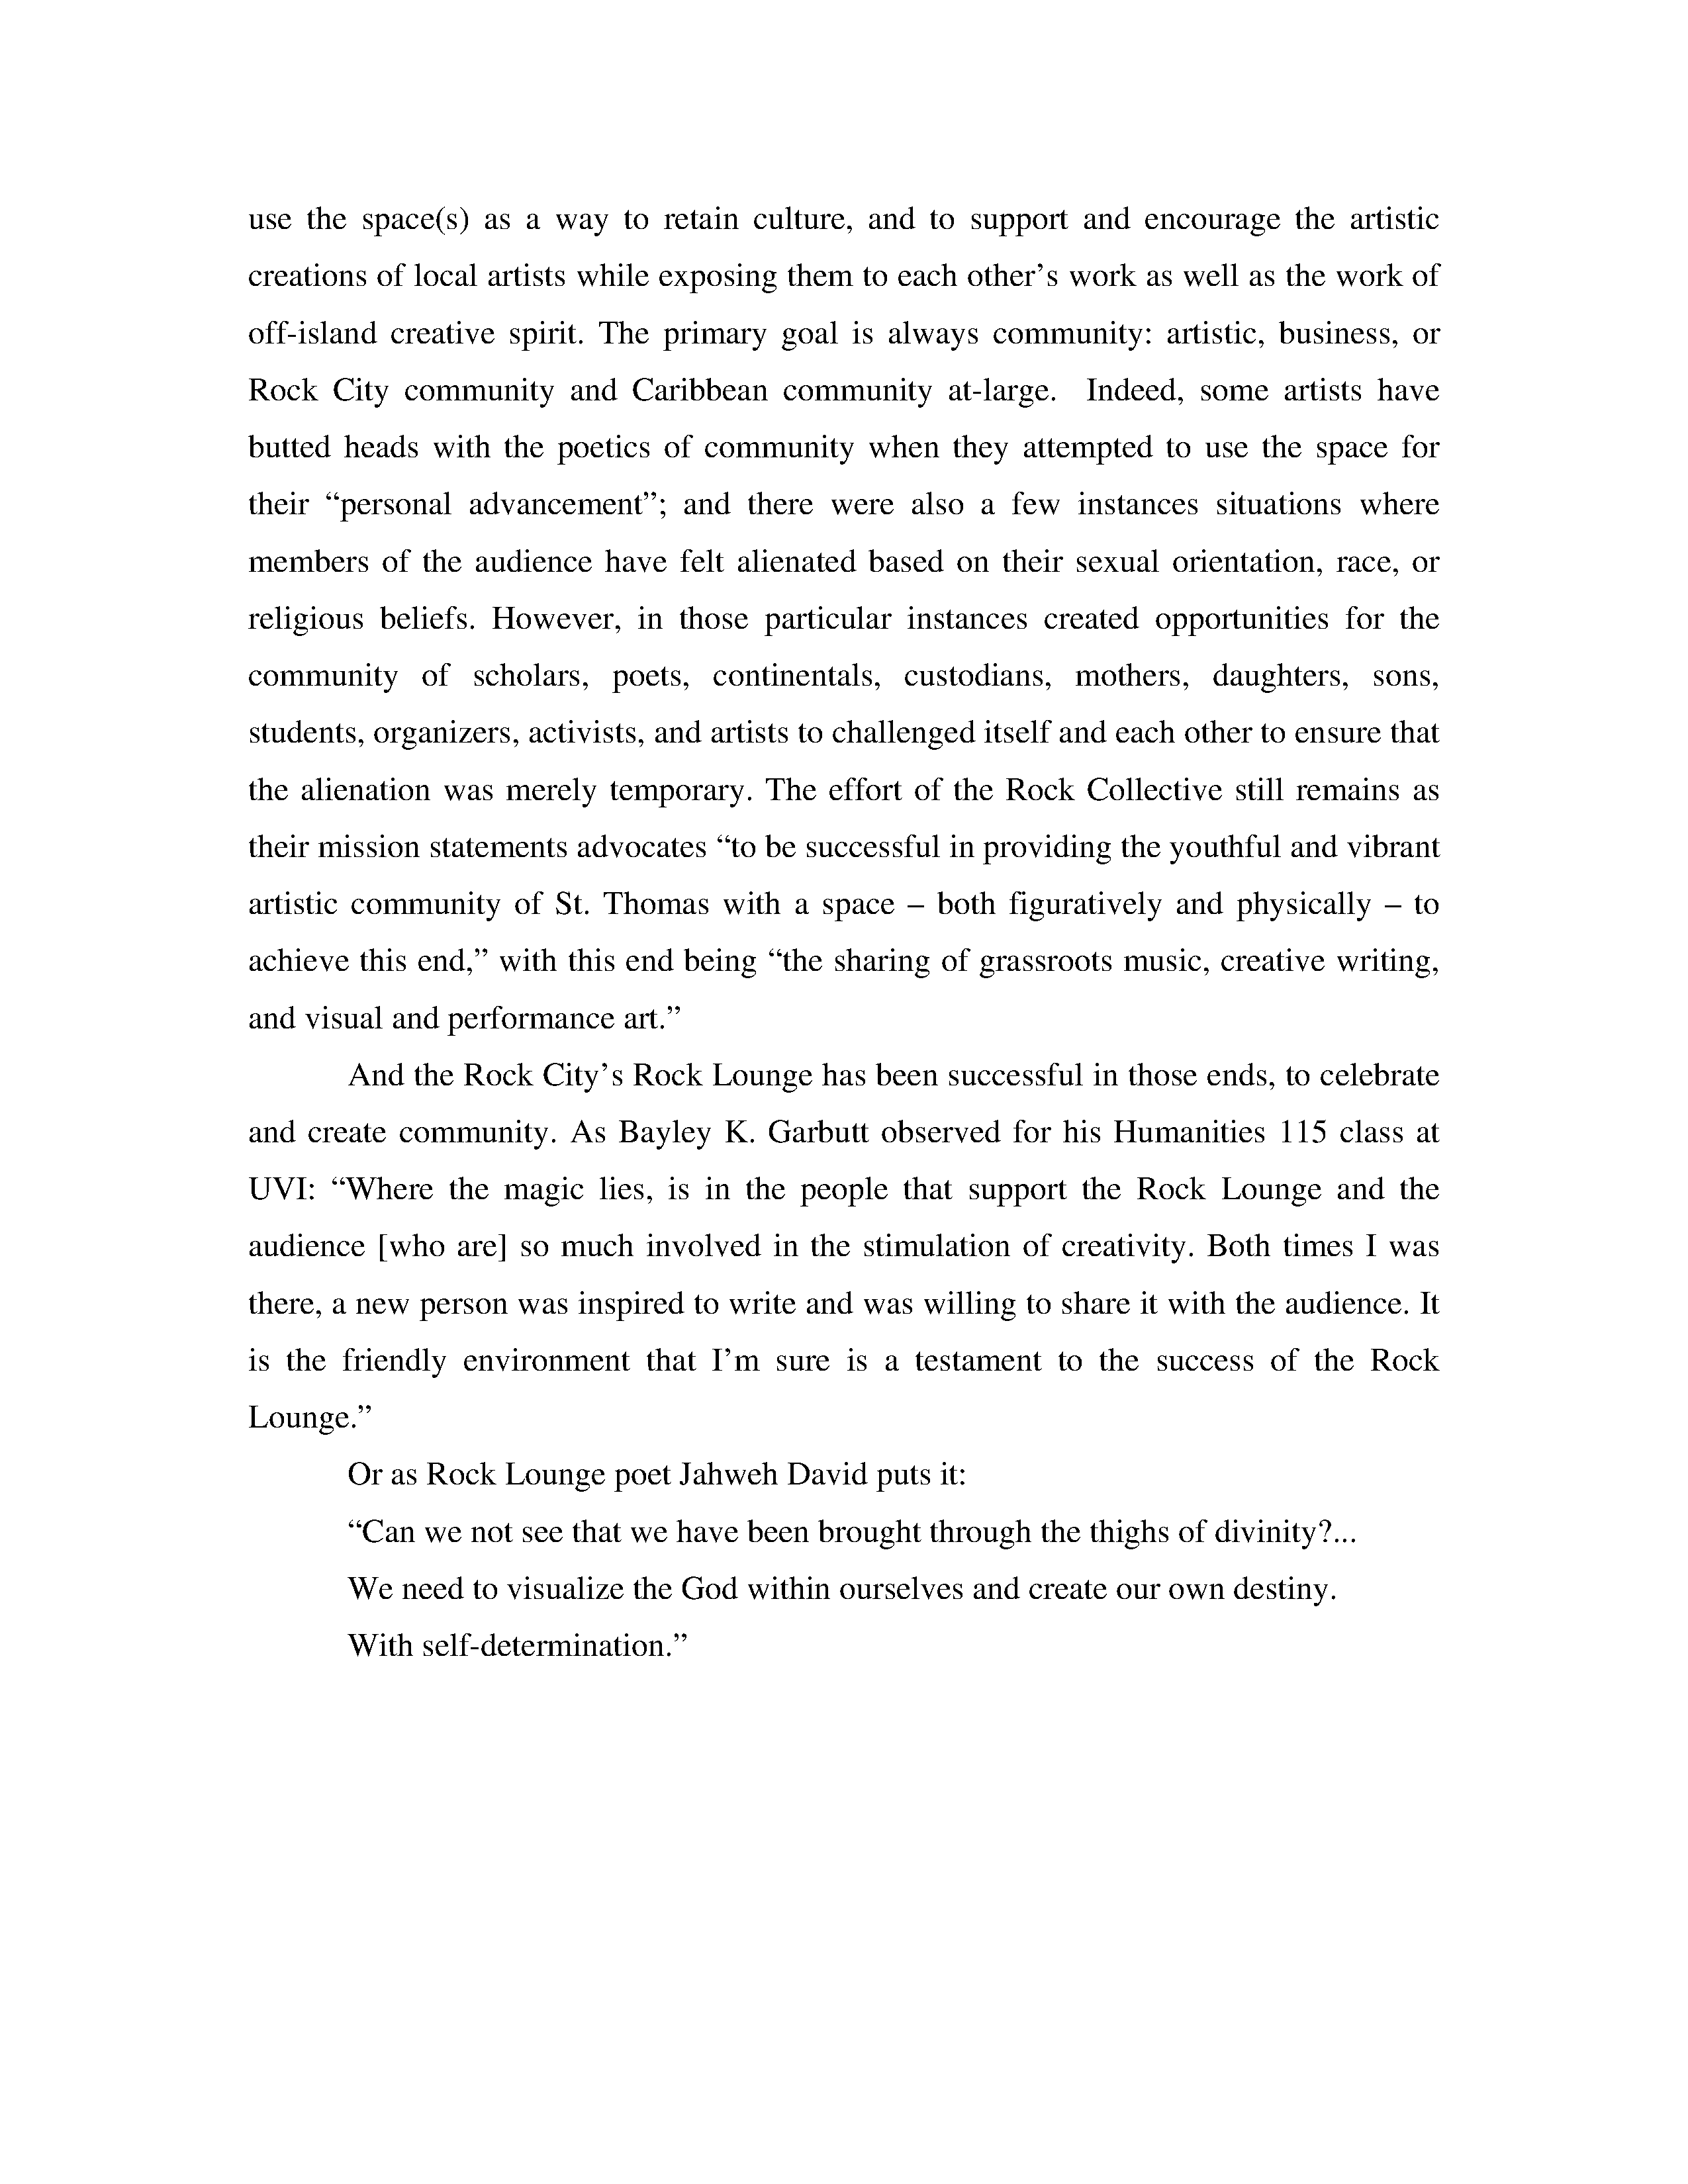 use the space(s) as a way to retain culture, and to support and encourage the artistic
creations of local artists while exposing them to each other’s work as well as the work of
off-island creative spirit. The primary goal is always community: artistic, business, or
Rock City community and Caribbean community at-large.  Indeed, some artists have
butted heads with the poetics of community when they attempted to use the space for
their “personal advancement”; and there were also a few instances situations where
members of the audience have felt alienated based on their sexual orientation, race, or
religious beliefs. However, in those particular instances created opportunities for the
community of scholars, poets, continentals, custodians, mothers, daughters, sons,
students, organizers, activists, and artists to challenged itself and each other to ensure that
the alienation was merely temporary. The effort of the Rock Collective still remains as
their mission statements advocates “to be successful in providing the youthful and vibrant
artistic community of St. Thomas with a space – both figuratively and physically – to
achieve this end,” with this end being “the sharing of grassroots music, creative writing,
and visual and performance art.”
And the Rock City’s Rock Lounge has been successful in those ends, to celebrate
and create community. As Bayley K. Garbutt observed for his Humanities 115 class at
UVI: “Where the magic lies, is in the people that support the Rock Lounge and the
audience [who are] so much involved in the stimulation of creativity. Both times I was
there, a new person was inspired to write and was willing to share it with the audience. It
is the friendly environment that I’m sure is a testament to the success of the Rock
Lounge.”
Or as Rock Lounge poet Jahweh David puts it:
“Can we not see that we have been brought through the thighs of divinity?...
We need to visualize the God within ourselves and create our own destiny.
With self-determination.”